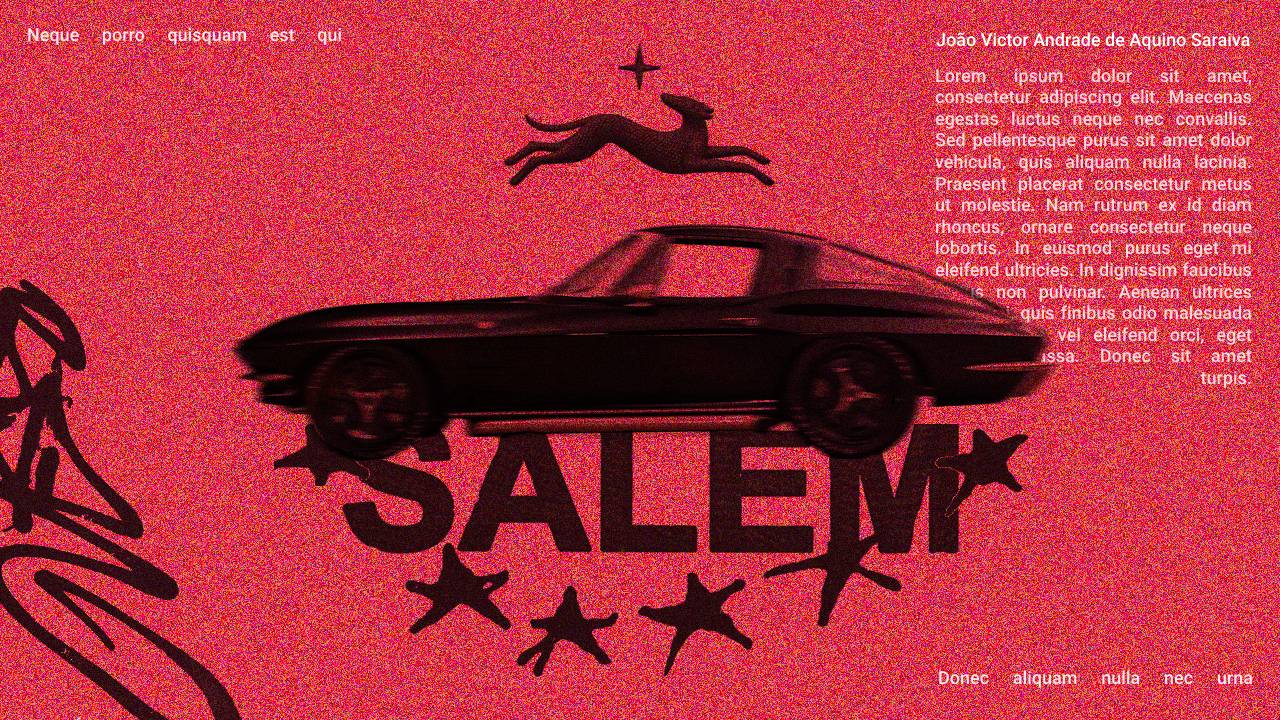 Neque porro quisquam est qui
João Victor Andrade de Aquino Saraiva
Lorem ipsum dolor sit amet,
consectetur adipiscing elit. Maecenas
egestas luctus neque nec convallis.
Sed pellentesque purus sit amet dolor
vehicula, quis aliquam nulla lacinia.
Praesent placerat consectetur metus
ut molestie. Nam rutrum ex id diam
rhoncus, ornare consectetur neque
lobortis. In euismod purus eget mi
eleifend ultricies. In dignissim faucibus
non pulvinar. Aenean ultrices
quis finibus odio malesuada
vel eleifend orci, eget
Donec sit amet
turpis.
SALEM
Donec aliquam nulla nec urna